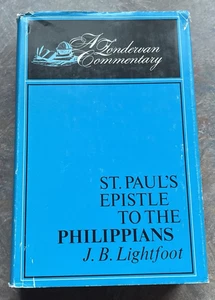 A Zondervan
Commentary
ST. PAUL'S
EPISTLE
TO THE
PHILIPPIANS
J. B. Lightfoot